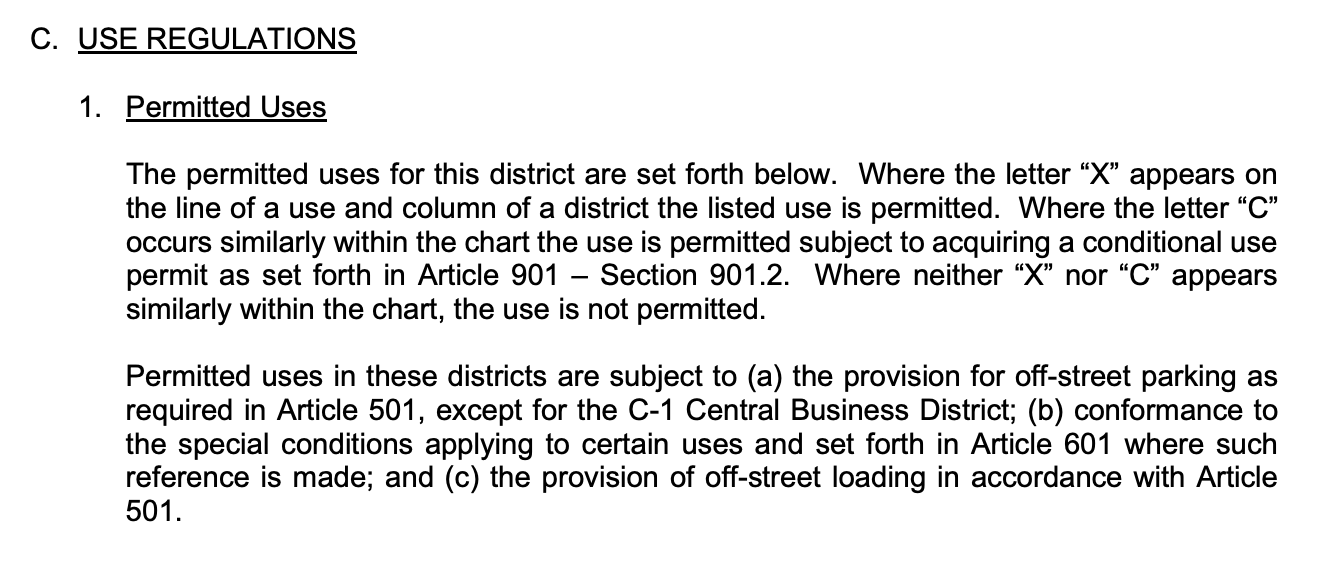 C. USE REGULATIONS
1. Permitted Uses
The permitted uses for this district are set forth below. Where the letter “X” appears on
the line of a use and column of a district the listed use is permitted. Where the letter “C”
occurs similarly within the chart the use is permitted subject to acquiring a conditional use
permit as set forth in Article 901 – Section 901.2. Where neither “X” nor “C” appears
similarly within the chart, the use is not permitted.
Permitted uses in these districts are subject to (a) the provision for off-street parking as
required in Article 501, except for the C-1 Central Business District; (b) conformance to
the special conditions applying to certain uses and set forth in Article 601 where such
reference is made; and (c) the provision of off-street loading in accordance with Article
501.